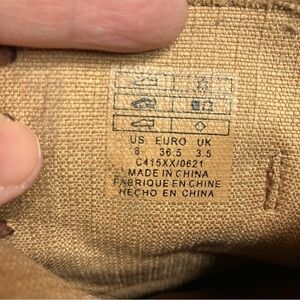 US EURO UK
6 36.5 3.5
C415XX/0621
MADE IN CHINA
FABRIQUE EN CHINE
HECHO EN CHINA